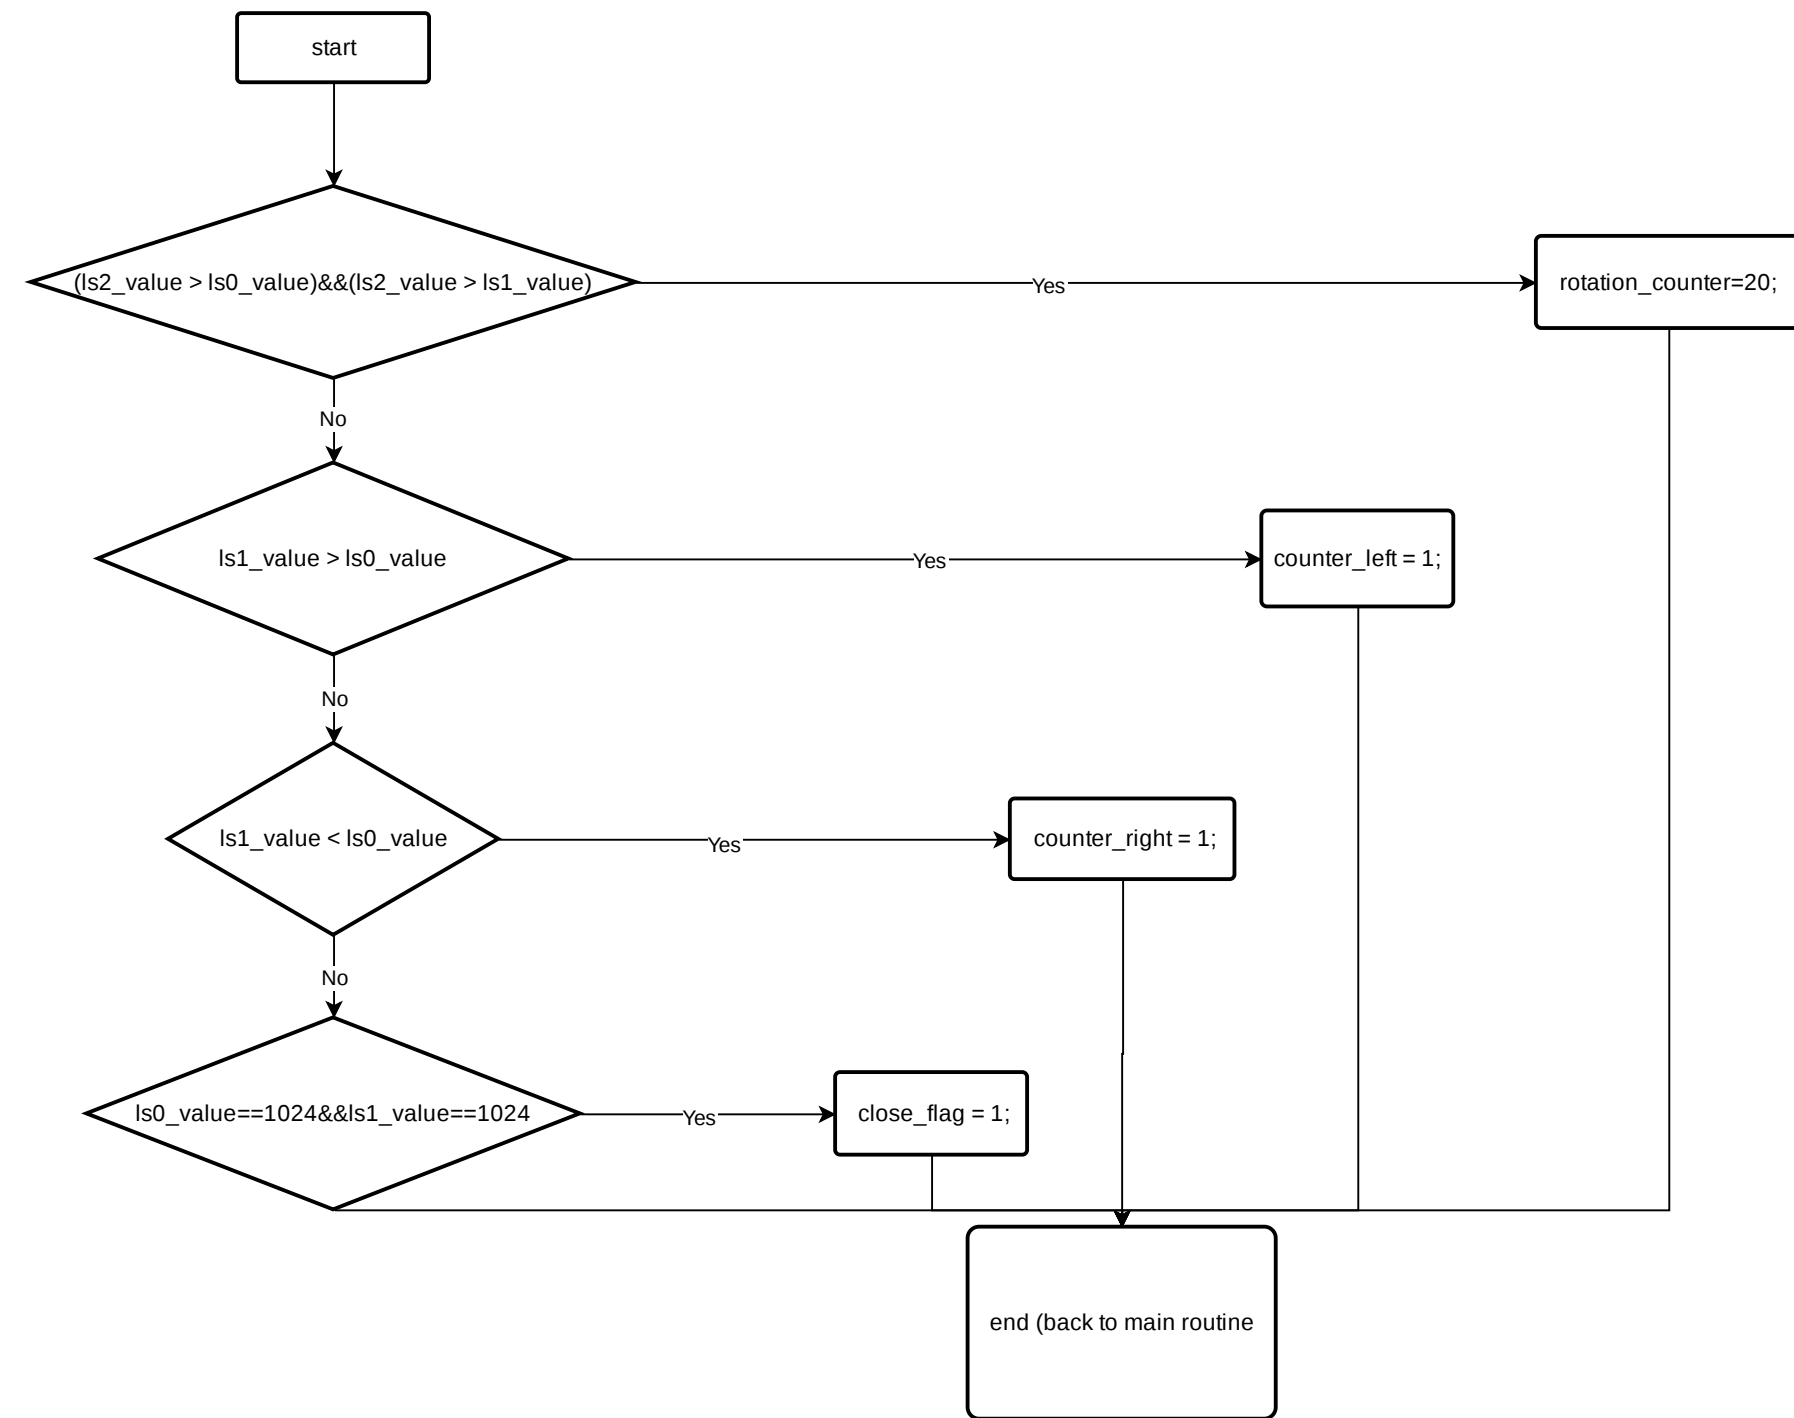 start
(ls2_value > ls0_value)&&(ls2_value > ls1_value)
Yes
rotation_counter=20;
No
ls1_value > ls0_value
Yes
counter_left = 1;
No
ls1_value < ls0_value
Yes
counter_right = 1;
No
ls0_value==1024&&ls1_value==1024
Yes
close_flag = 1;
end (back to main routine